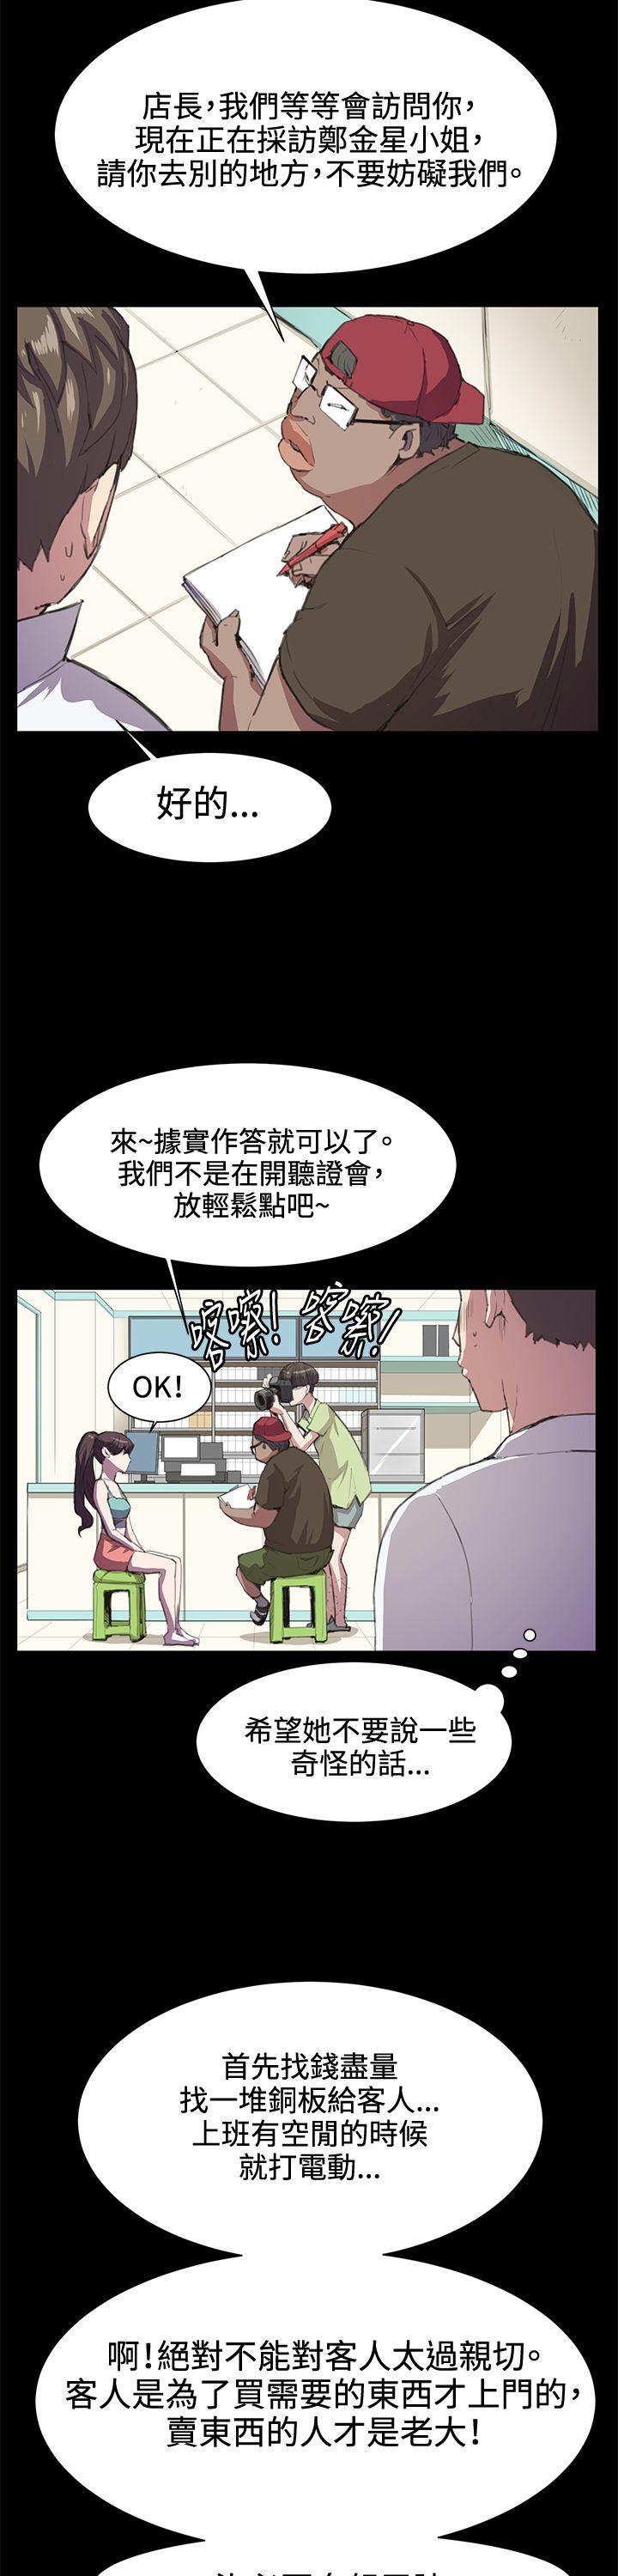 店長，我們等等會訪問你，
現在正在採訪鄭金星小姐，
請你去別的地方，不要妨礙我們。
好的...
來~據實作答就可以了。
我們不是在開聽證會，
放輕鬆點吧~
喀嚓！喀嚓！
OK！
希望她不要說一些
奇怪的話...
首先找錢盡量
找一堆銅板給客人...
上班有空閒的時候
就打電動...
啊！絕對不能對客人太過親切。
客人是為了買需要的東西才上門的，
賣東西的人才是老大！